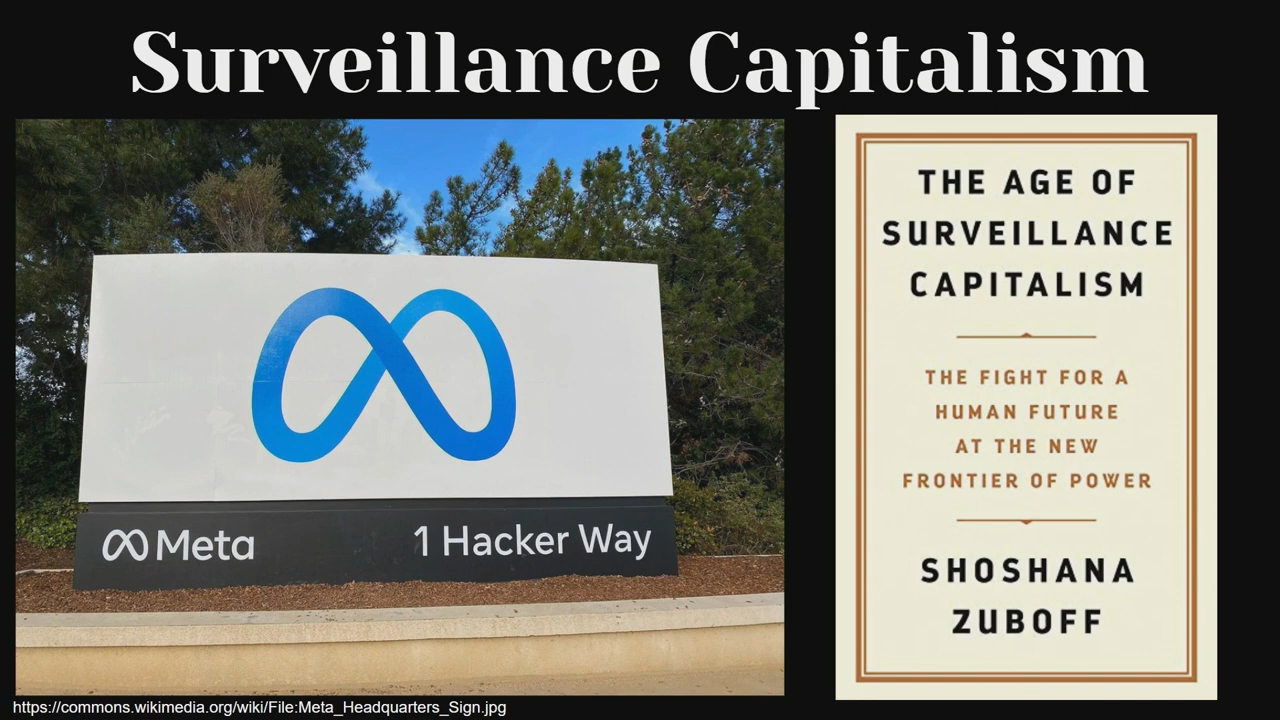 Surveillance Capitalism
Meta
1 Hacker Way
THE AGE OF
SURVEILLANCE
CAPITALISM
THE FIGHT FOR A
HUMAN FUTURE
AT THE NEW
FRONTIER OF POWER
SHOSHANA
ZUBOFF
https://commons.wikimedia.org/wiki/File:Meta_Headquarters_Sign.jpg